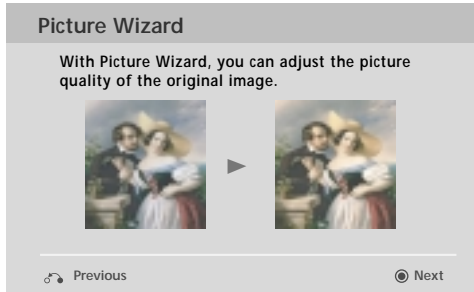 Picture Wizard
With Picture Wizard, you can adjust the picture
quality of the original image.
Previous
Next